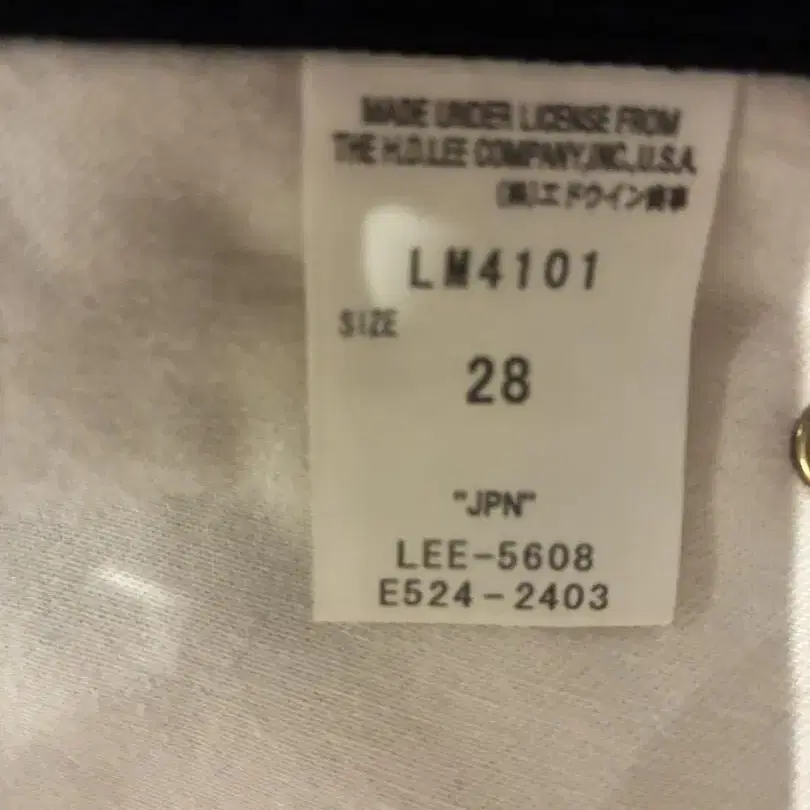 MADE UNDER LICENSE FROM
THE H.D.LEE COMPANY,INC.,U.S.A.
(株)エドウイン商事
LM4101
SIZE
28
"JPN"
LEE-5608
E524-2403